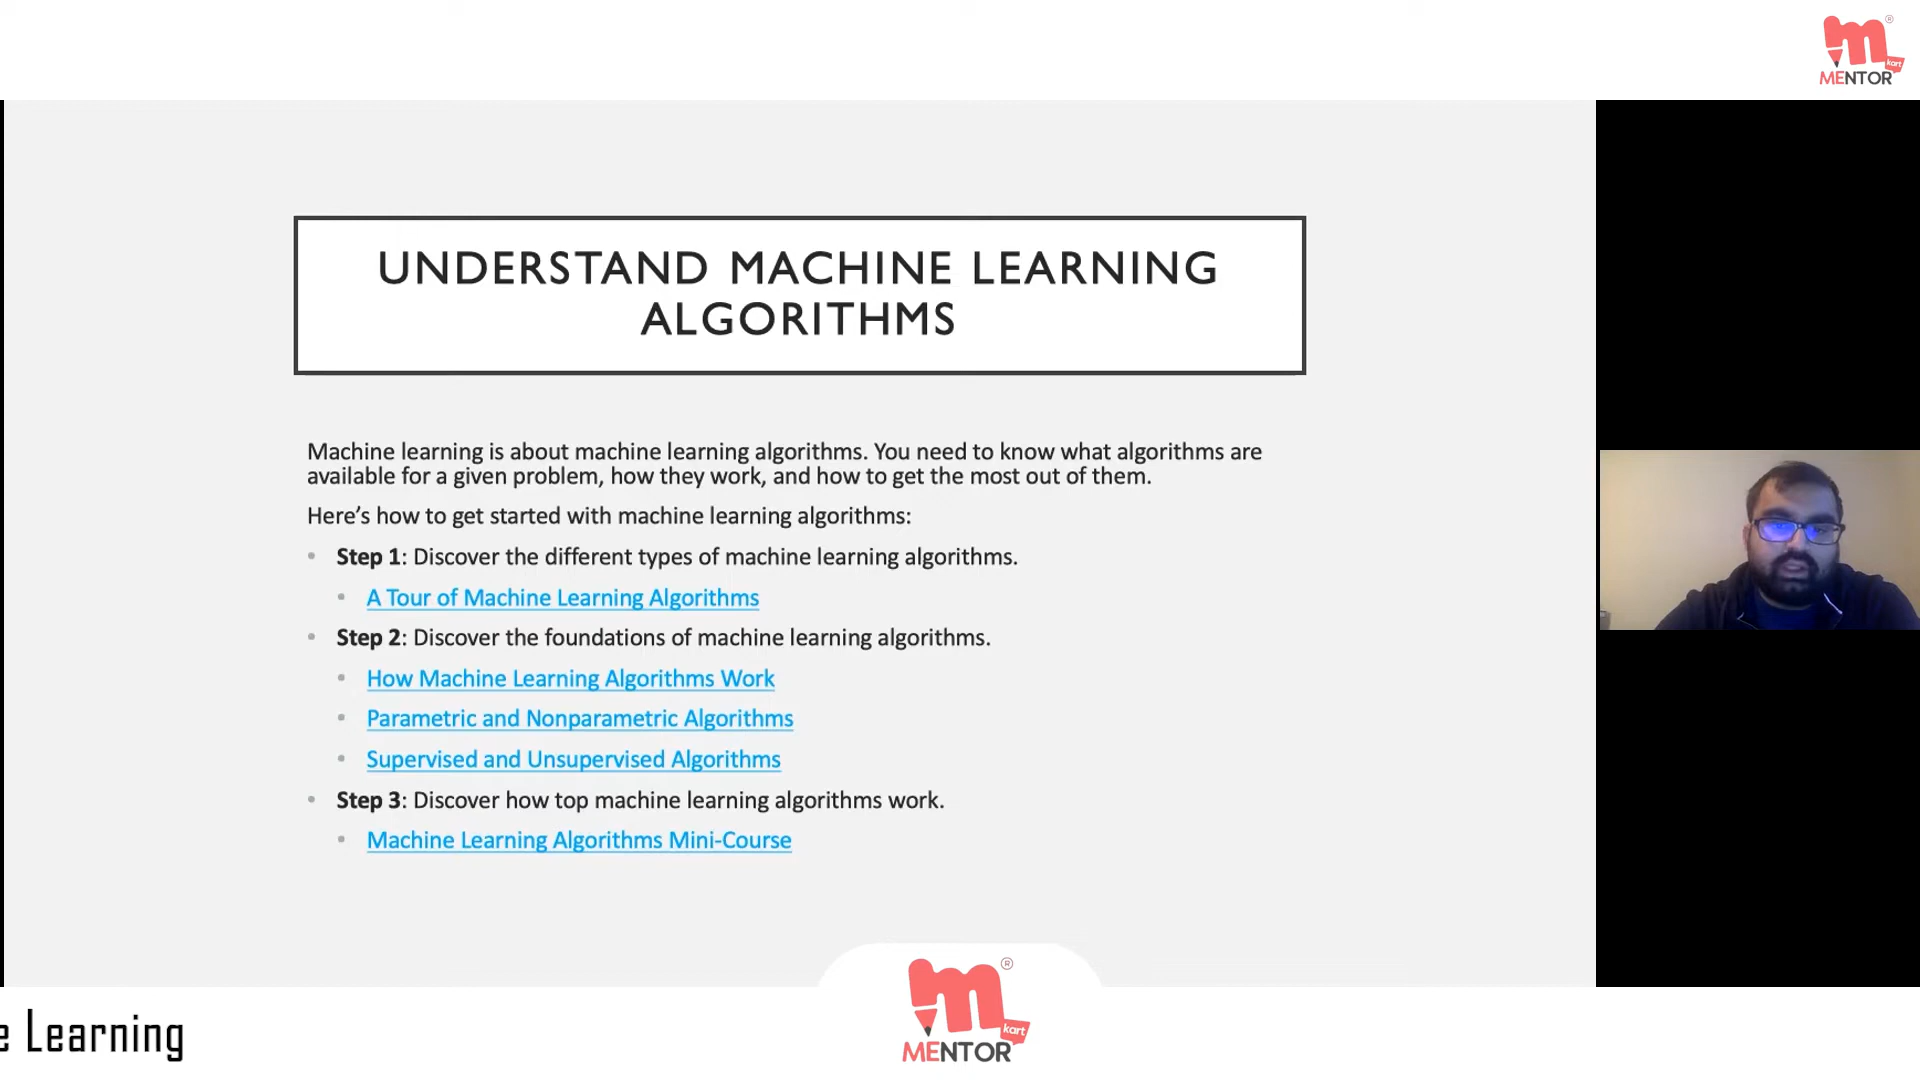 ®
kart
MENTOR
UNDERSTAND MACHINE LEARNING
ALGORITHMS
Machine learning is about machine learning algorithms. You need to know what algorithms are
available for a given problem, how they work, and how to get the most out of them.
Here’s how to get started with machine learning algorithms:
• Step 1: Discover the different types of machine learning algorithms.
• A Tour of Machine Learning Algorithms
• Step 2: Discover the foundations of machine learning algorithms.
• How Machine Learning Algorithms Work
• Parametric and Nonparametric Algorithms
• Supervised and Unsupervised Algorithms
• Step 3: Discover how top machine learning algorithms work.
• Machine Learning Algorithms Mini-Course
®
kart
MENTOR
e Learning